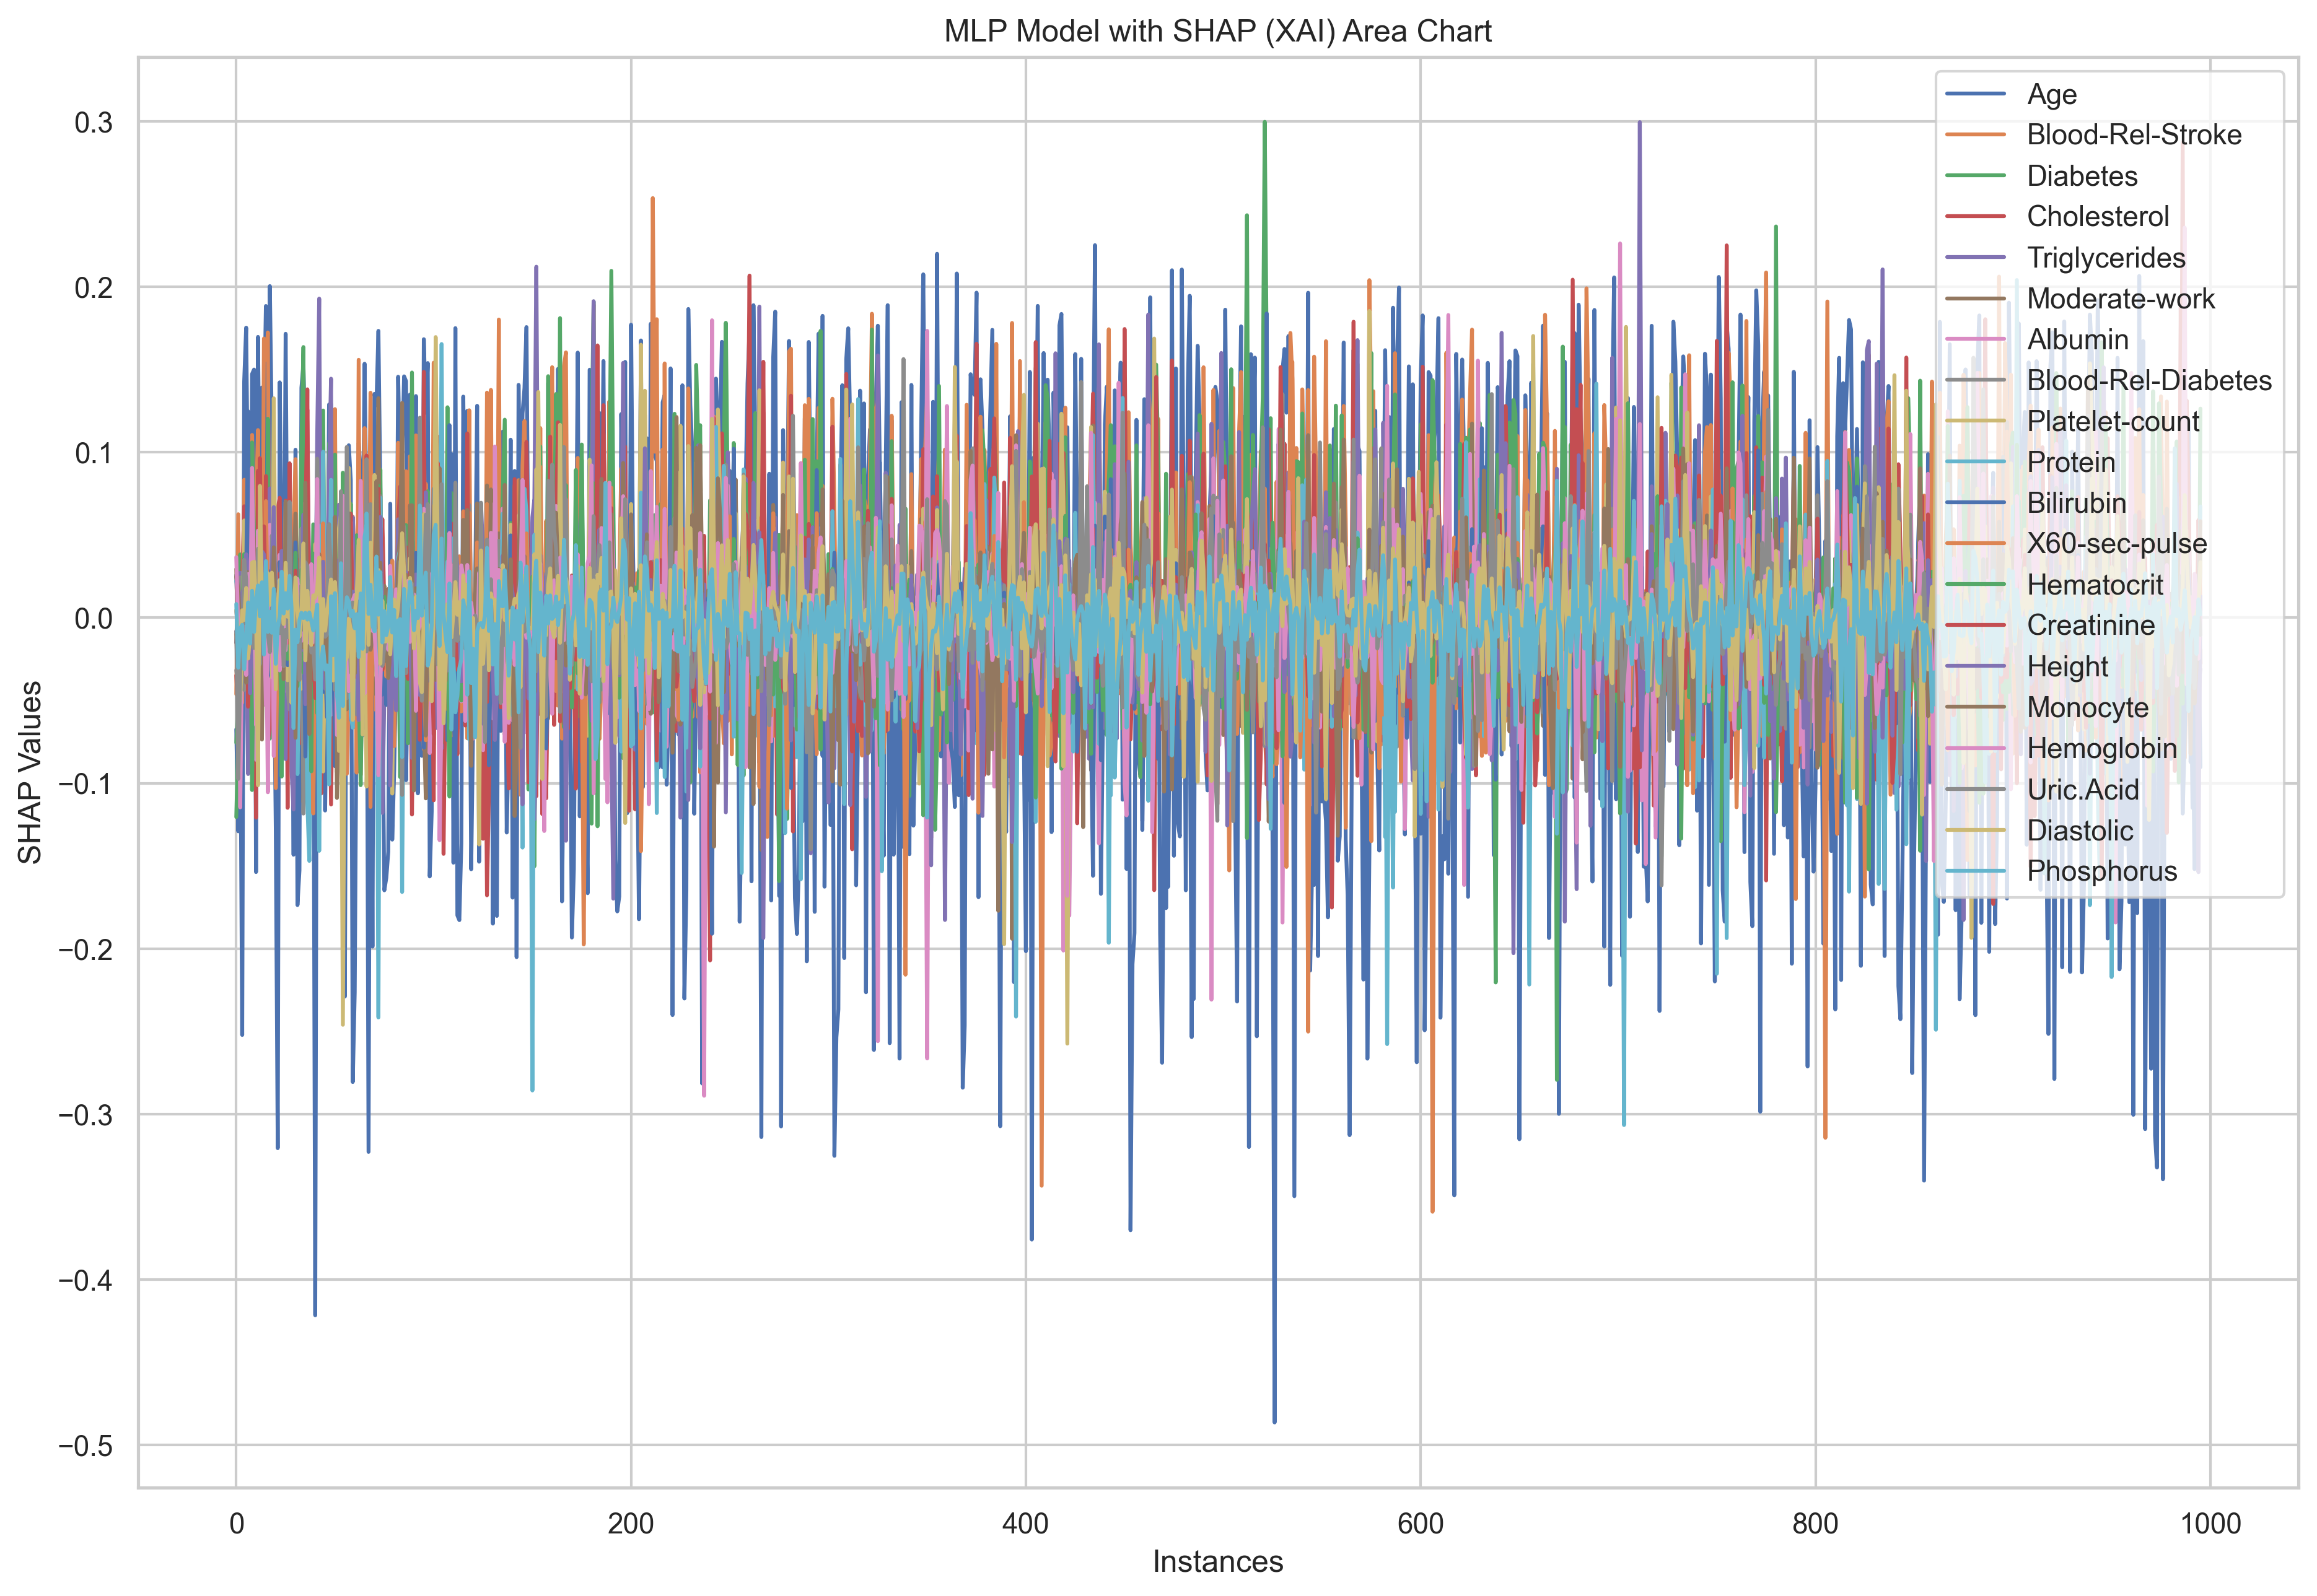 MLP Model with SHAP (XAI) Area Chart
Age
Blood-Rel-Stroke
Diabetes
Cholesterol
Triglycerides
Moderate-work
Albumin
Blood-Rel-Diabetes
Platelet-count
Protein
Bilirubin
X60-sec-pulse
Hematocrit
Creatinine
Height
Monocyte
Hemoglobin
Uric.Acid
Diastolic
Phosphorus
SHAP Values
0.3
0.2
0.1
0.0
−0.1
−0.2
−0.3
−0.4
−0.5
0 200 400 600 800 1000
Instances